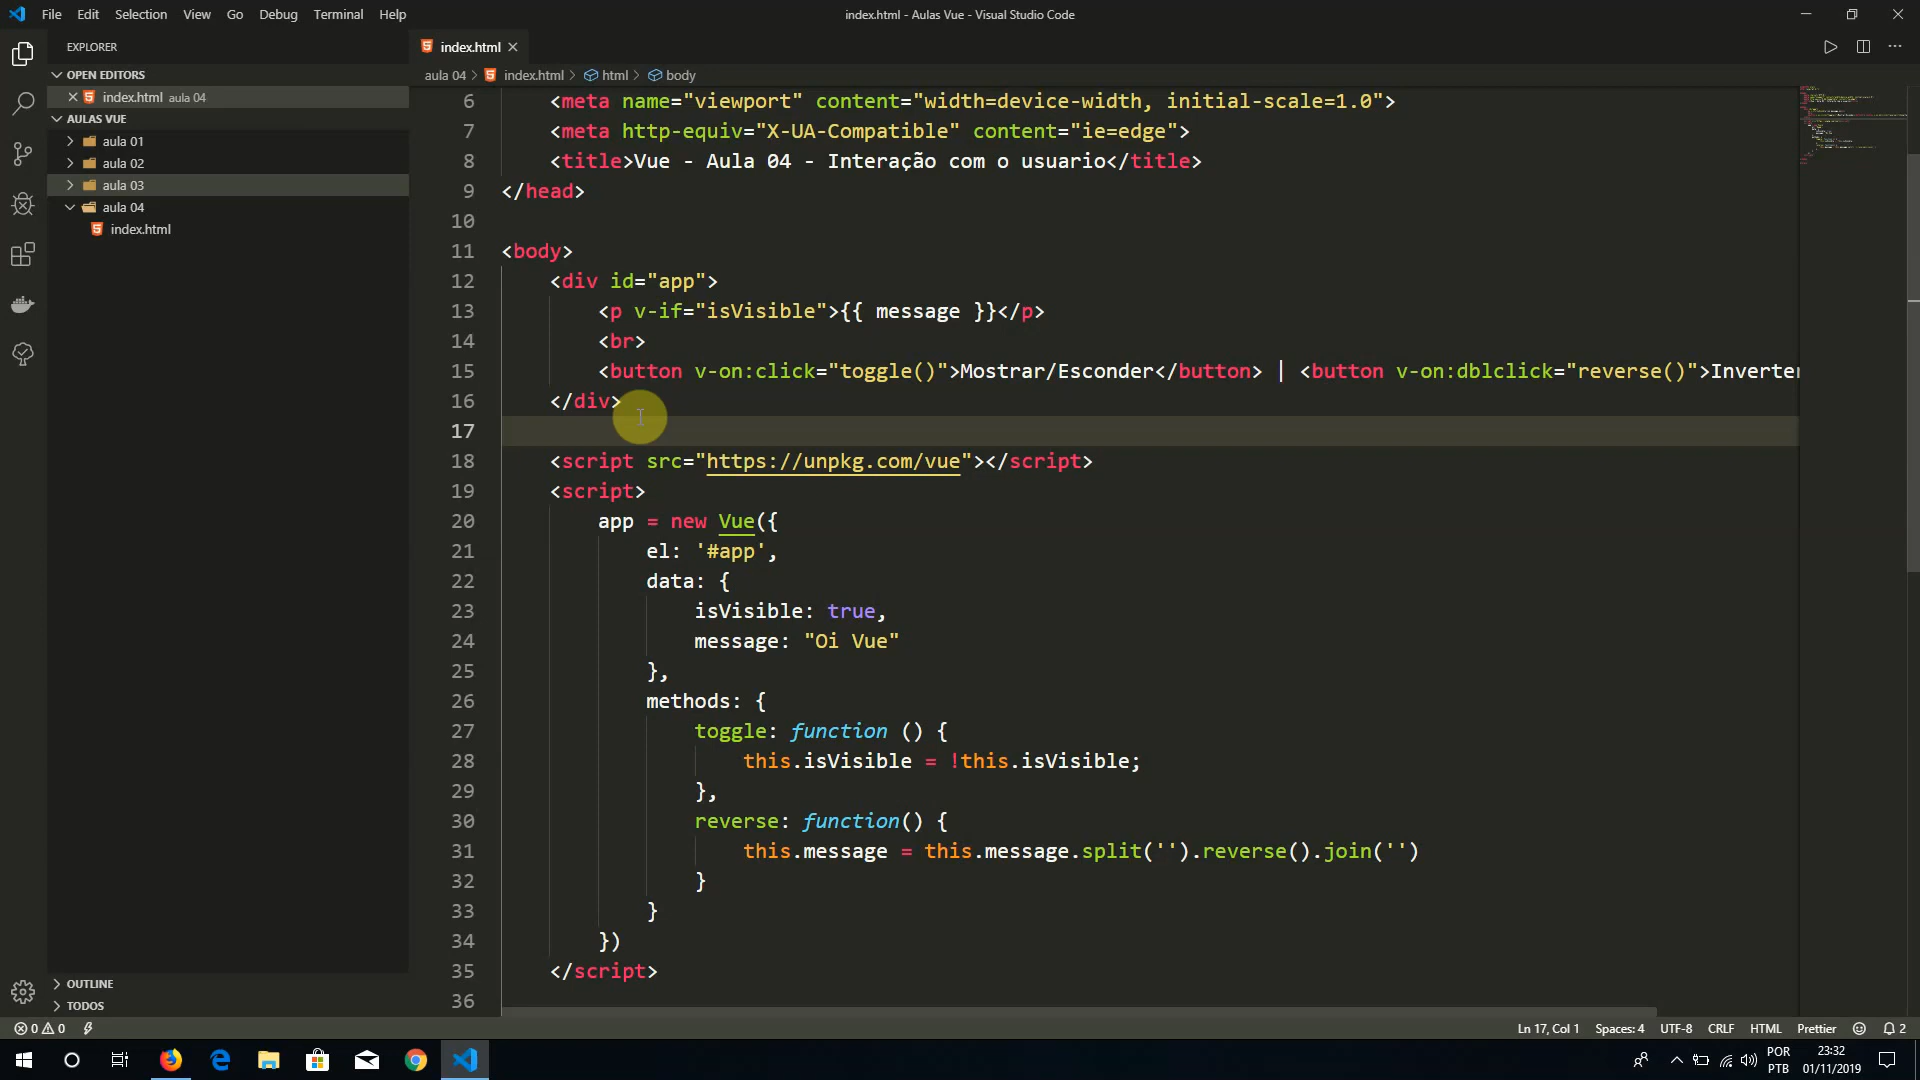 File Edit Selection View Go Debug Terminal Help
index.html - Aulas Vue - Visual Studio Code
EXPLORER
OPEN EDITORS
index.html aula 04
AULAS VUE
aula 01
aula 02
aula 03
aula 04
index.html
OUTLINE
TODOS
index.html
aula 04 > index.html > html > body
6 <meta name="viewport" content="width=device-width, initial-scale=1.0">
7 <meta http-equiv="X-UA-Compatible" content="ie=edge">
8 <title>Vue - Aula 04 - Interação com o usuario</title>
9 </head>
10
11 <body>
12 <div id="app">
13 <p v-if="isVisible">{{ message }}</p>
14 <br>
15 <button v-on:click="toggle()">Mostrar/Esconder</button> | <button v-on:dblclick="reverse()">Inverter
16 </div>
17
18 <script src="https://unpkg.com/vue"></script>
19 <script>
20 app = new Vue({
21 el: '#app',
22 data: {
23 isVisible: true,
24 message: "Oi Vue"
25 },
26 methods: {
27 toggle: function () {
28 this.isVisible = !this.isVisible;
29 },
30 reverse: function() {
31 this.message = this.message.split('').reverse().join('')
32 }
33 }
34 })
35 </script>
36
0 0
Ln 17, Col 1 Spaces: 4 UTF-8 CRLF HTML Prettier 2
POR
PTB
23:32
01/11/2019